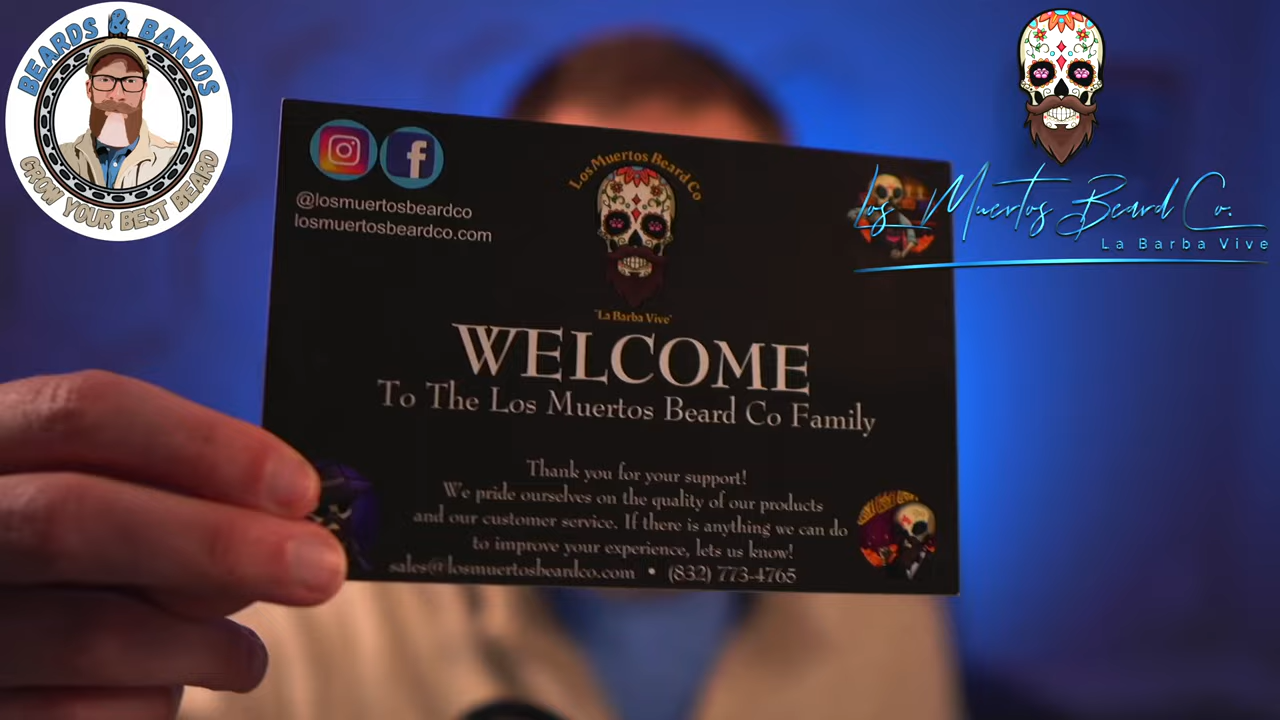 BEARDS & BANJOS
GROW YOUR BEST BEARD
Los Muertos Beard Co.
La Barba Vive
@losmuertosbeardco
losmuertosbeardco.com
Los Muertos Beard Co
"La Barba Vive"
WELCOME
To The Los Muertos Beard Co Family
Thank you for your support!
We pride ourselves on the quality of our products
and our customer service. If there is anything we can do
to improve your experience, lets us know!
sales@losmuertosbeardco.com • (832) 773-4765